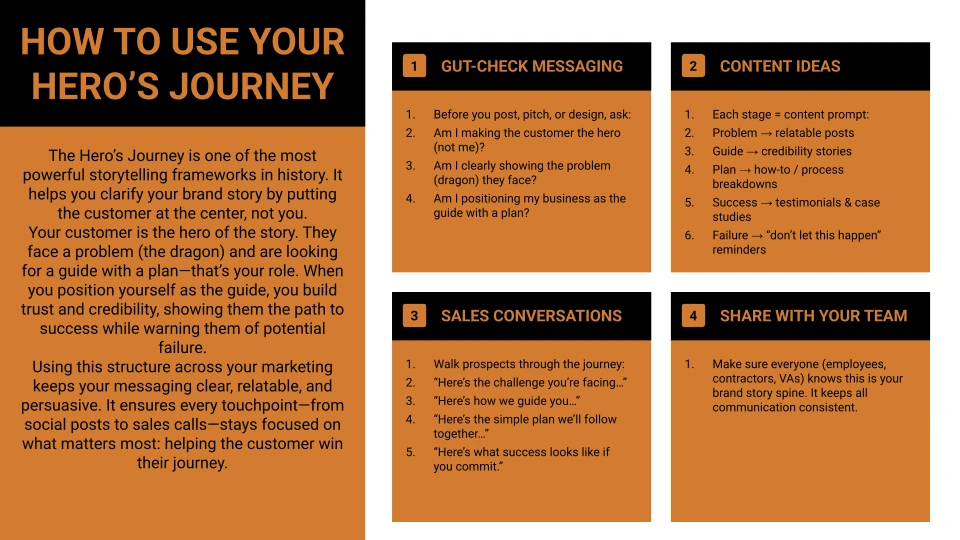 HOW TO USE YOUR
HERO’S JOURNEY
The Hero’s Journey is one of the most
powerful storytelling frameworks in history. It
helps you clarify your brand story by putting
the customer at the center, not you.
Your customer is the hero of the story. They
face a problem (the dragon) and are looking
for a guide with a plan—that’s your role. When
you position yourself as the guide, you build
trust and credibility, showing them the path to
success while warning them of potential
failure.
Using this structure across your marketing
keeps your messaging clear, relatable, and
persuasive. It ensures every touchpoint—from
social posts to sales calls—stays focused on
what matters most: helping the customer win
their journey.
1 GUT-CHECK MESSAGING
1. Before you post, pitch, or design, ask:
2. Am I making the customer the hero
(not me)?
3. Am I clearly showing the problem
(dragon) they face?
4. Am I positioning my business as the
guide with a plan?
2 CONTENT IDEAS
1. Each stage = content prompt:
2. Problem → relatable posts
3. Guide → credibility stories
4. Plan → how-to / process
breakdowns
5. Success → testimonials & case
studies
6. Failure → “don’t let this happen”
reminders
3 SALES CONVERSATIONS
1. Walk prospects through the journey:
2. “Here’s the challenge you’re facing…”
3. “Here’s how we guide you…”
4. “Here’s the simple plan we’ll follow
together…”
5. “Here’s what success looks like if
you commit.”
4 SHARE WITH YOUR TEAM
1. Make sure everyone (employees,
contractors, VAs) knows this is your
brand story spine. It keeps all
communication consistent.